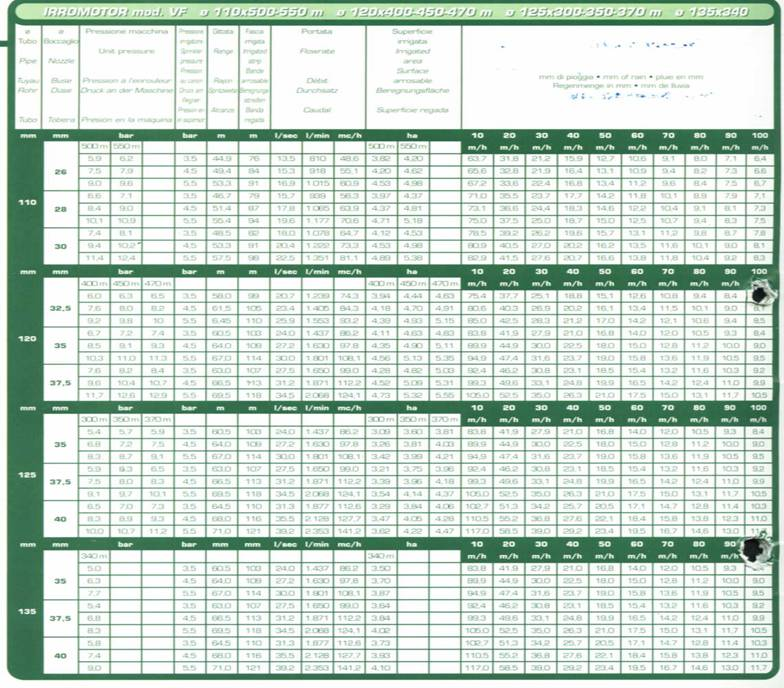 IRROMOTOR mod. VF ø 110x500-550 m ø 120x400-450-470 m ø 125x300-350-370 m ø 135x340
ø Tubo Pipe Tuyau Rohr Tubo
ø Boccaglio Nozzle Buse Düse Tobera
Pressione macchina Unit pressure Pression à l'enrouleur Druck an der Maschine Presión en la maquina
Gittata Range Rayon Alcance
Portata Flowrate Débit Durchsatz Caudal
Superficie irrigata Irrigated area Surface arrosable Beregnungsfläche Superficie regada
mm di pioggia • mm of rain • pluie en mm
Regenmenge in mm • mm de lluvia
mm mm bar bar m m l/sec l/min mc/h ha 10 20 30 40 50 60 70 80 90 100
500 m 550 m 500 m 550 m m/h m/h m/h m/h m/h m/h m/h m/h m/h m/h
110
26
5.9 6.2 3.5 44,9 76 13,5 810 48,6 3,82 4,20 63,7 31,8 21,2 15,9 12,7 10,6 9,1 8,0 7,1 6,4
7.5 7,9 4.5 49,4 84 15,3 918 55,1 4,20 4,62 65,6 32,8 21,9 16,4 13,1 10,9 9,4 8,2 7,3 6,6
9.0 9,6 5.5 53,3 91 16,9 1.015 60,9 4,53 4,98 67,2 33,6 22,4 16,8 13,4 11,2 9,6 8,4 7,5 6,7
28
6.6 7.1 3.5 46,7 79 15,7 939 56,3 3,97 4,37 71,0 35,5 23,7 17,7 14,2 11,8 10,1 8,9 7,9 7,1
8.4 9.0 4.5 51,4 87 17,8 1.065 63,9 4,37 4,81 73,1 36,6 24,4 18,3 14,6 12,2 10,4 9,1 8,1 7,3
10,1 10,9 5.5 55,4 94 19,6 1.177 70,6 4,71 5,18 75,0 37,5 25,0 18,7 15,0 12,5 10,7 9,4 8,3 7,5
30
7.4 8.1 3.5 48,5 82 18,0 1.078 64,7 4,12 4,53 78,5 39,2 26,2 19,6 15,7 13,1 11,2 9,8 8,7 7,8
9.4 10,2 4.5 53,3 91 20,4 1.222 73,3 4,53 4,98 80,9 40,5 27,0 20,2 16,2 13,5 11,6 10,1 9,0 8,1
11,4 12,4 5.5 57,5 98 22,5 1.351 81,1 4,89 5,38 82,9 41,5 27,6 20,7 16,6 13,8 11,8 10,4 9,2 8,3
mm mm bar bar m m l/sec l/min mc/h ha 10 20 30 40 50 60 70 80 90 100
400 m 450 m 470 m 400 m 450 m 470 m m/h m/h m/h m/h m/h m/h m/h m/h m/h m/h
120
32,5
6,0 6,3 6,5 3.5 58,0 99 20,7 1.239 74,3 3,94 4,44 4,63 75,4 37,7 25,1 18,8 15,1 12,6 10,8 9,4 8,4
7,6 8,0 8,2 4.5 61,5 105 23,4 1.405 84,3 4,18 4,70 4,91 80,6 40,3 26,9 20,2 16,1 13,4 11,5 10,1 9,0
9,2 9,8 10 5.5 6,45 110 25,9 1.553 93,2 4,39 4,93 5,15 85,0 42,5 28,3 21,2 17,0 14,2 12,1 10,6 9,4 8,5
35
6,7 7,2 7,4 3.5 60,5 103 24,0 1.437 86,2 4,11 4,63 4,83 83,8 41,9 27,9 21,0 16,8 14,0 12,0 10,5 9,3 8,4
8,5 9,1 9,3 4.5 64,0 109 27,2 1.630 97,8 4,35 4,90 5,11 89,9 44,9 30,0 22,5 18,0 15,0 12,8 11,2 10,0 9,0
10,3 11,0 11,3 5.5 67,0 114 30,0 1.801 108,1 4,56 5,13 5,35 94,9 47,4 31,6 23,7 19,0 15,8 13,6 11,9 10,5 9,5
37,5
7,6 8,2 8,4 3.5 63,0 107 27,5 1.650 99,0 4,28 4,82 5,03 92,4 46,2 30,8 23,1 18,5 15,4 13,2 11,6 10,3 9,2
9,6 10,4 10,7 4.5 66,5 113 31,2 1.871 112,2 4,52 5,09 5,31 99,3 49,6 33,1 24,8 19,9 16,5 14,2 12,4 11,0 9,9
11,7 12,6 12,9 5.5 69,5 118 34,5 2.068 124,1 4,73 5,32 5,55 105,0 52,5 35,0 26,3 21,0 17,5 15,0 13,1 11,7 10,5
mm mm bar bar m m l/sec l/min mc/h ha 10 20 30 40 50 60 70 80 90 100
300 m 350 m 370 m 300 m 350 m 370 m m/h m/h m/h m/h m/h m/h m/h m/h m/h m/h
125
35
5,4 5,7 5,9 3.5 60,5 103 24,0 1.437 86,2 3,09 3,60 3,81 83,8 41,9 27,9 21,0 16,8 14,0 12,0 10,5 9,3 8,4
6,8 7,2 7,5 4.5 64,0 109 27,2 1.630 97,8 3,26 3,81 4,03 89,9 44,9 30,0 22,5 18,0 15,0 12,8 11,2 10,0 9,0
8,3 8,7 9,1 5.5 67,0 114 30,0 1.801 108,1 3,42 3,99 4,21 94,9 47,4 31,6 23,7 19,0 15,8 13,6 11,9 10,5 9,5
37,5
5,9 6,3 6,5 3.5 63,0 107 27,5 1.650 99,0 3,21 3,75 3,96 92,4 46,2 30,8 23,1 18,5 15,4 13,2 11,6 10,3 9,2
7,5 8,0 8,3 4.5 66,5 113 31,2 1.871 112,2 3,39 3,96 4,18 99,3 49,6 33,1 24,8 19,9 16,5 14,2 12,4 11,0 9,9
9,1 9,7 10,1 5.5 69,5 118 34,5 2.068 124,1 3,54 4,14 4,37 105,0 52,5 35,0 26,3 21,0 17,5 15,0 13,1 11,7 10,5
40
6,5 7,0 7,3 3.5 64,5 110 31,3 1.877 112,6 3,29 3,84 4,06 102,7 51,3 34,2 25,7 20,5 17,1 14,7 12,8 11,4 10,3
8,3 8,9 9,3 4.5 68,0 116 35,5 2.128 127,7 3,47 4,05 4,28 110,5 55,2 36,8 27,6 22,1 18,4 15,8 13,8 12,3 11,0
10,0 10,7 11,2 5.5 71,0 121 39,2 2.353 141,2 3,62 4,22 4,47 117,0 58,5 39,0 29,2 23,4 19,5 16,7 14,6 13,0
mm mm bar bar m mm l/sec l/min mc/h ha 10 20 30 40 50 60 70 80 90
340 m 340 m m/h m/h m/h m/h m/h m/h m/h m/h m/h m/h
135
35
5.0 3.5 60,5 103 24,0 1.437 86,2 3.50 83,8 41,9 27,9 21,0 16,8 14,0 12,0 10,5 9,3
6.3 4.5 64,0 109 27,2 1.630 97,8 3.70 89,9 44,9 30,0 22,5 18,0 15,0 12,8 11,2 10,0 9,0
7.7 5.5 67,0 114 30,0 1.801 108,1 3.87 94,9 47,4 31,6 23,7 19,0 15,8 13,6 11,9 10,5 9,5
37,5
5.4 3.5 63,0 107 27,5 1.650 99,0 3.64 92,4 46,2 30,8 23,1 18,5 15,4 13,2 11,6 10,3 9,2
6.8 4.5 66,5 113 31,2 1.871 112,2 3.84 99,3 49,6 33,1 24,8 19,9 16,5 14,2 12,4 11,0 9,9
8.3 5.5 69,5 118 34,5 2.068 124,1 4.02 105,0 52,5 35,0 26,3 21,0 17,5 15,0 13,1 11,7 10,5
40
5.8 3.5 64,5 110 31,3 1.877 112,6 3.73 102,7 51,3 34,2 25,7 20,5 17,1 14,7 12,8 11,4 10,3
7.4 4.5 68,0 116 35,5 2.128 127,7 3.93 110,5 55,2 36,8 27,6 22,1 18,4 15,8 13,8 12,3 11,0
9.0 5.5 71,0 121 39,2 2.353 141,2 4.10 117,0 58,5 39,0 29,2 23,4 19,5 16,7 14,6 13,0 11,7